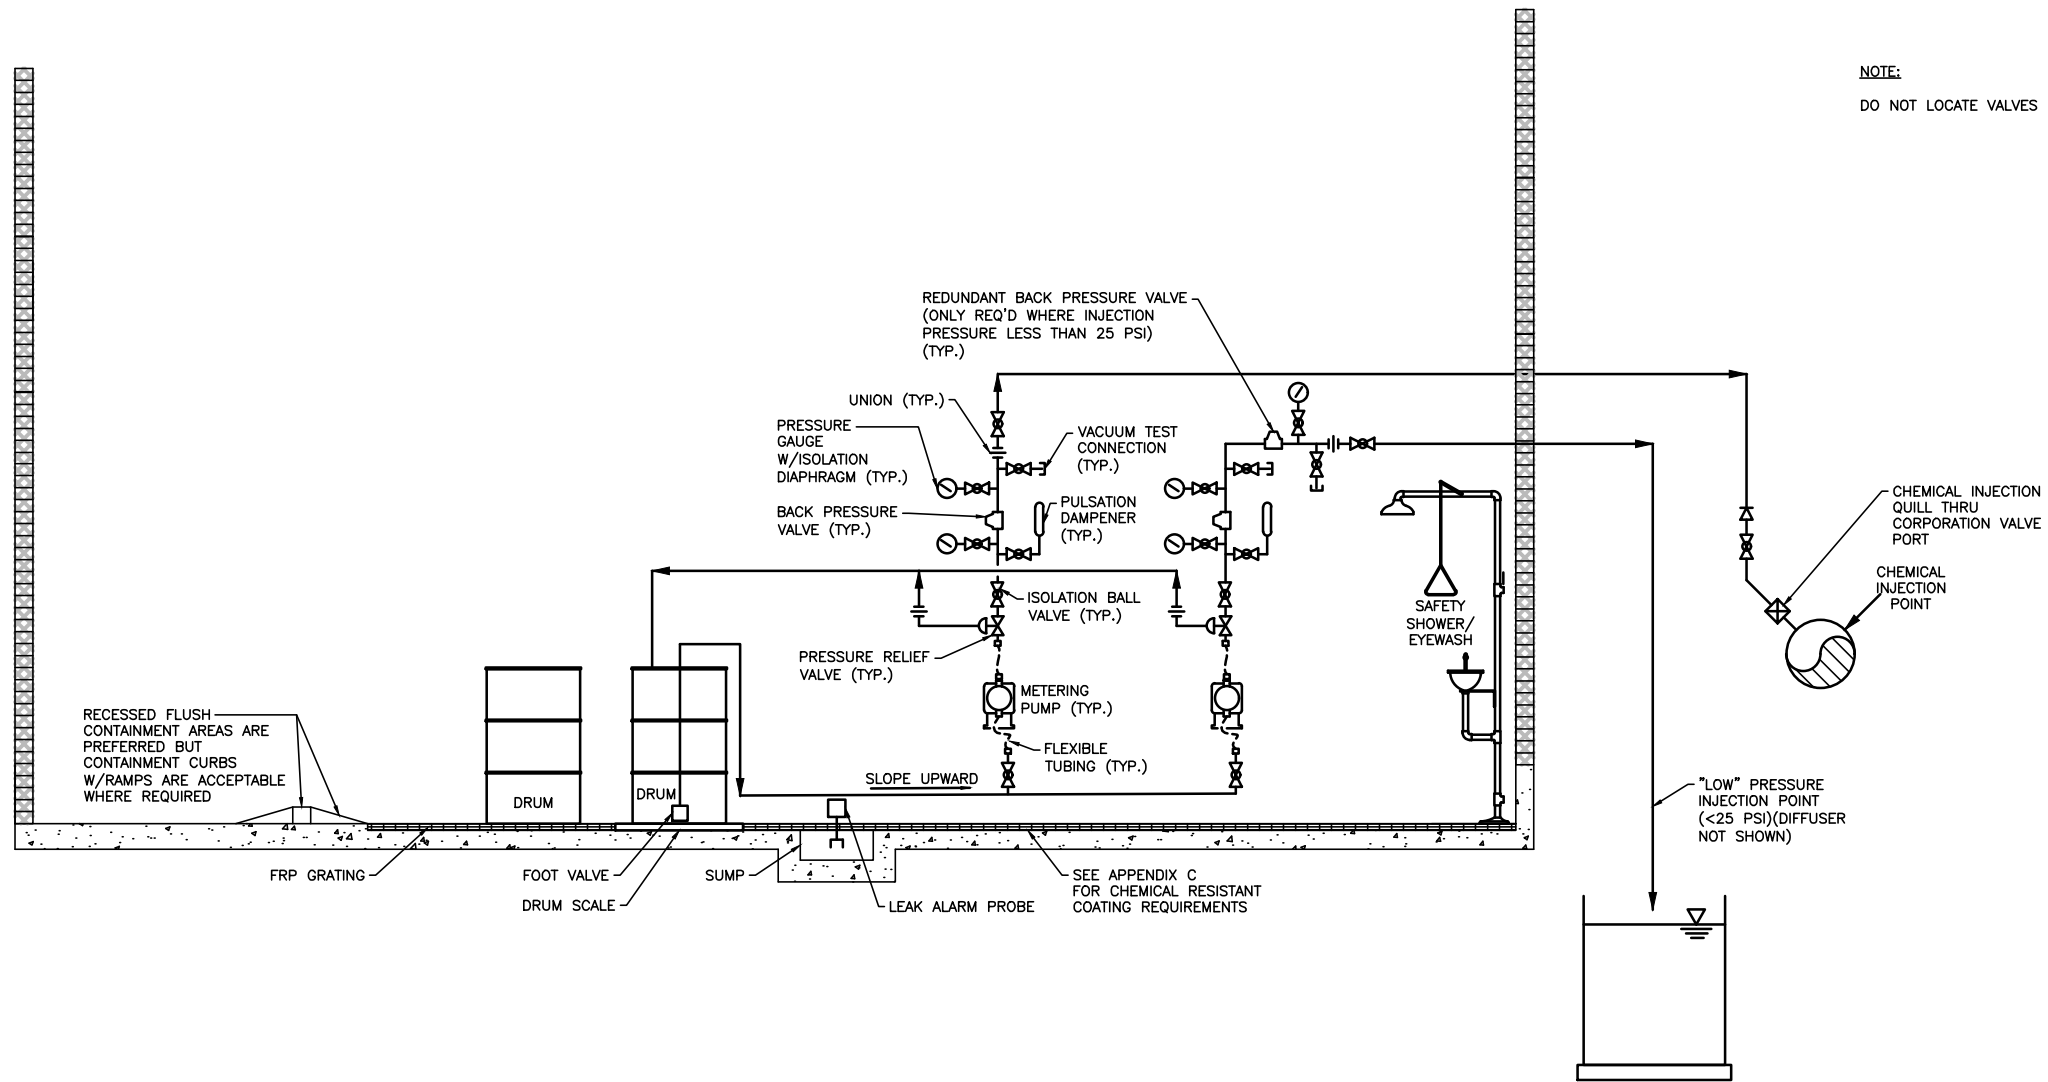 NOTE:
DO NOT LOCATE VALVES
REDUNDANT BACK PRESSURE VALVE
(ONLY REQ'D WHERE INJECTION
PRESSURE LESS THAN 25 PSI)
(TYP.)
UNION (TYP.)
PRESSURE
GAUGE
W/ISOLATION
DIAPHRAGM (TYP.)
VACUUM TEST
CONNECTION
(TYP.)
BACK PRESSURE
VALVE (TYP.)
PULSATION
DAMPENER
(TYP.)
CHEMICAL INJECTION
QUILL THRU
CORPORATION VALVE
PORT
CHEMICAL
INJECTION
POINT
ISOLATION BALL
VALVE (TYP.)
SAFETY
SHOWER/
EYEWASH
PRESSURE RELIEF
VALVE (TYP.)
METERING
PUMP (TYP.)
RECESSED FLUSH
CONTAINMENT AREAS ARE
PREFERRED BUT
CONTAINMENT CURBS
W/RAMPS ARE ACCEPTABLE
WHERE REQUIRED
FLEXIBLE
TUBING (TYP.)
SLOPE UPWARD
DRUM
DRUM
"LOW" PRESSURE
INJECTION POINT
(<25 PSI)(DIFFUSER
NOT SHOWN)
FRP GRATING
FOOT VALVE
DRUM SCALE
SUMP
LEAK ALARM PROBE
SEE APPENDIX C
FOR CHEMICAL RESISTANT
COATING REQUIREMENTS